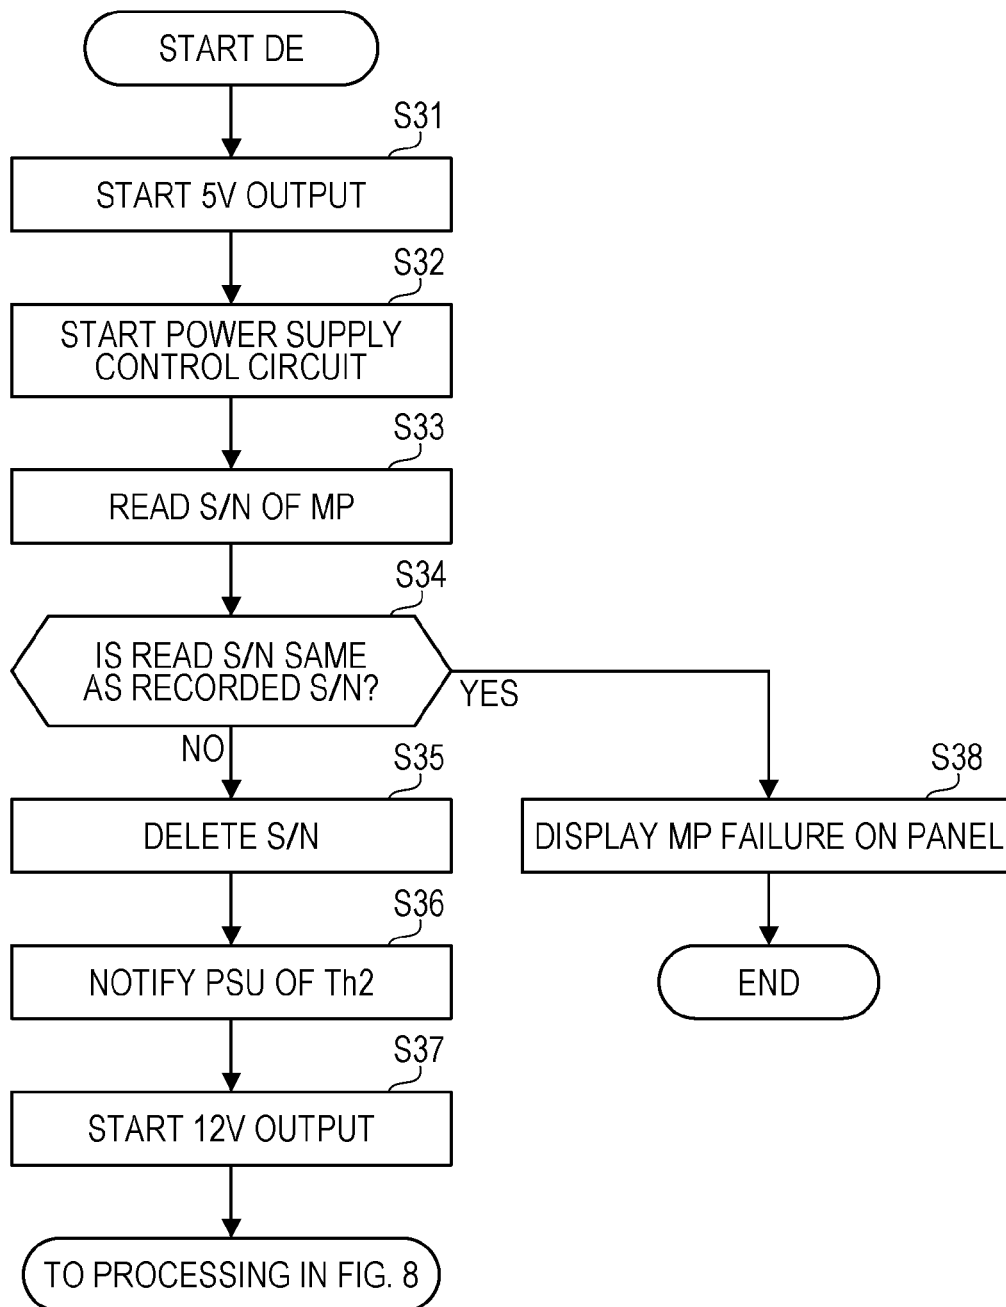 START DE
S31
START 5V OUTPUT
S32
START POWER SUPPLY
CONTROL CIRCUIT
S33
READ S/N OF MP
S34
IS READ S/N SAME
AS RECORDED S/N?
YES
NO
S35
DELETE S/N
S38
DISPLAY MP FAILURE ON PANEL
S36
NOTIFY PSU OF Th2
END
S37
START 12V OUTPUT
TO PROCESSING IN FIG. 8